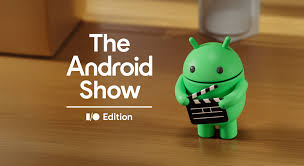 The
Android
Show
I/O Edition